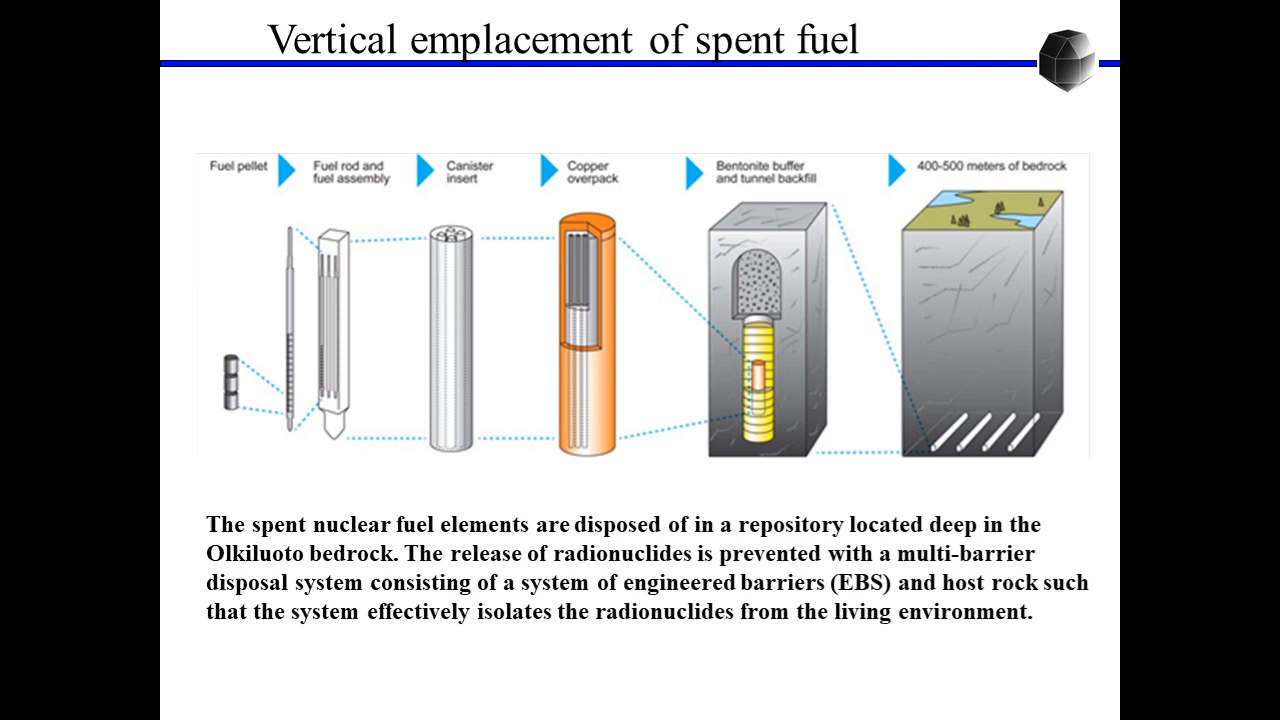 Vertical emplacement of spent fuel
Fuel pellet
Fuel rod and
fuel assembly
Canister
insert
Copper
overpack
Bentonite buffer
and tunnel backfill
400-500 meters of bedrock
The spent nuclear fuel elements are disposed of in a repository located deep in the
Olkiluoto bedrock. The release of radionuclides is prevented with a multi-barrier
disposal system consisting of a system of engineered barriers (EBS) and host rock such
that the system effectively isolates the radionuclides from the living environment.